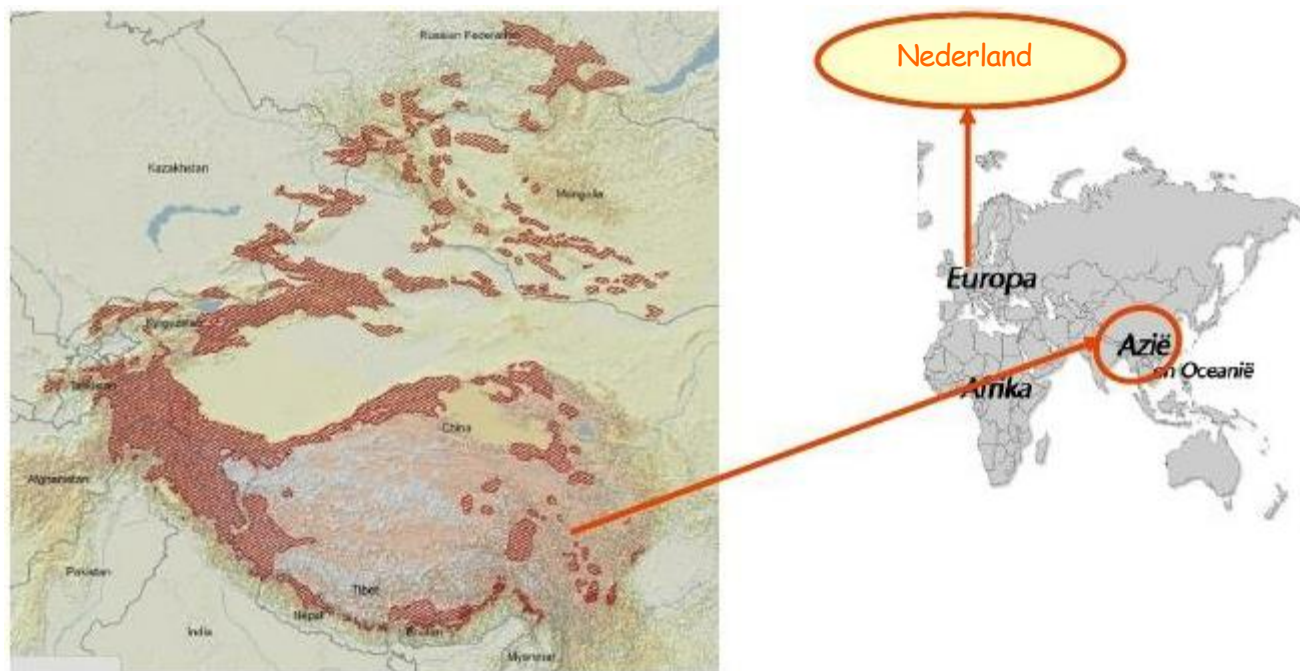 Russian Federation
Kazakhstan
Mongolia
Kyrgyzstan
Tajikistan
China
Afghanistan
Pakistan
Tibet
Nepal
India
Bhutan
Myanmar
Nederland
Europa
Azië
en Oceanië
Afrika